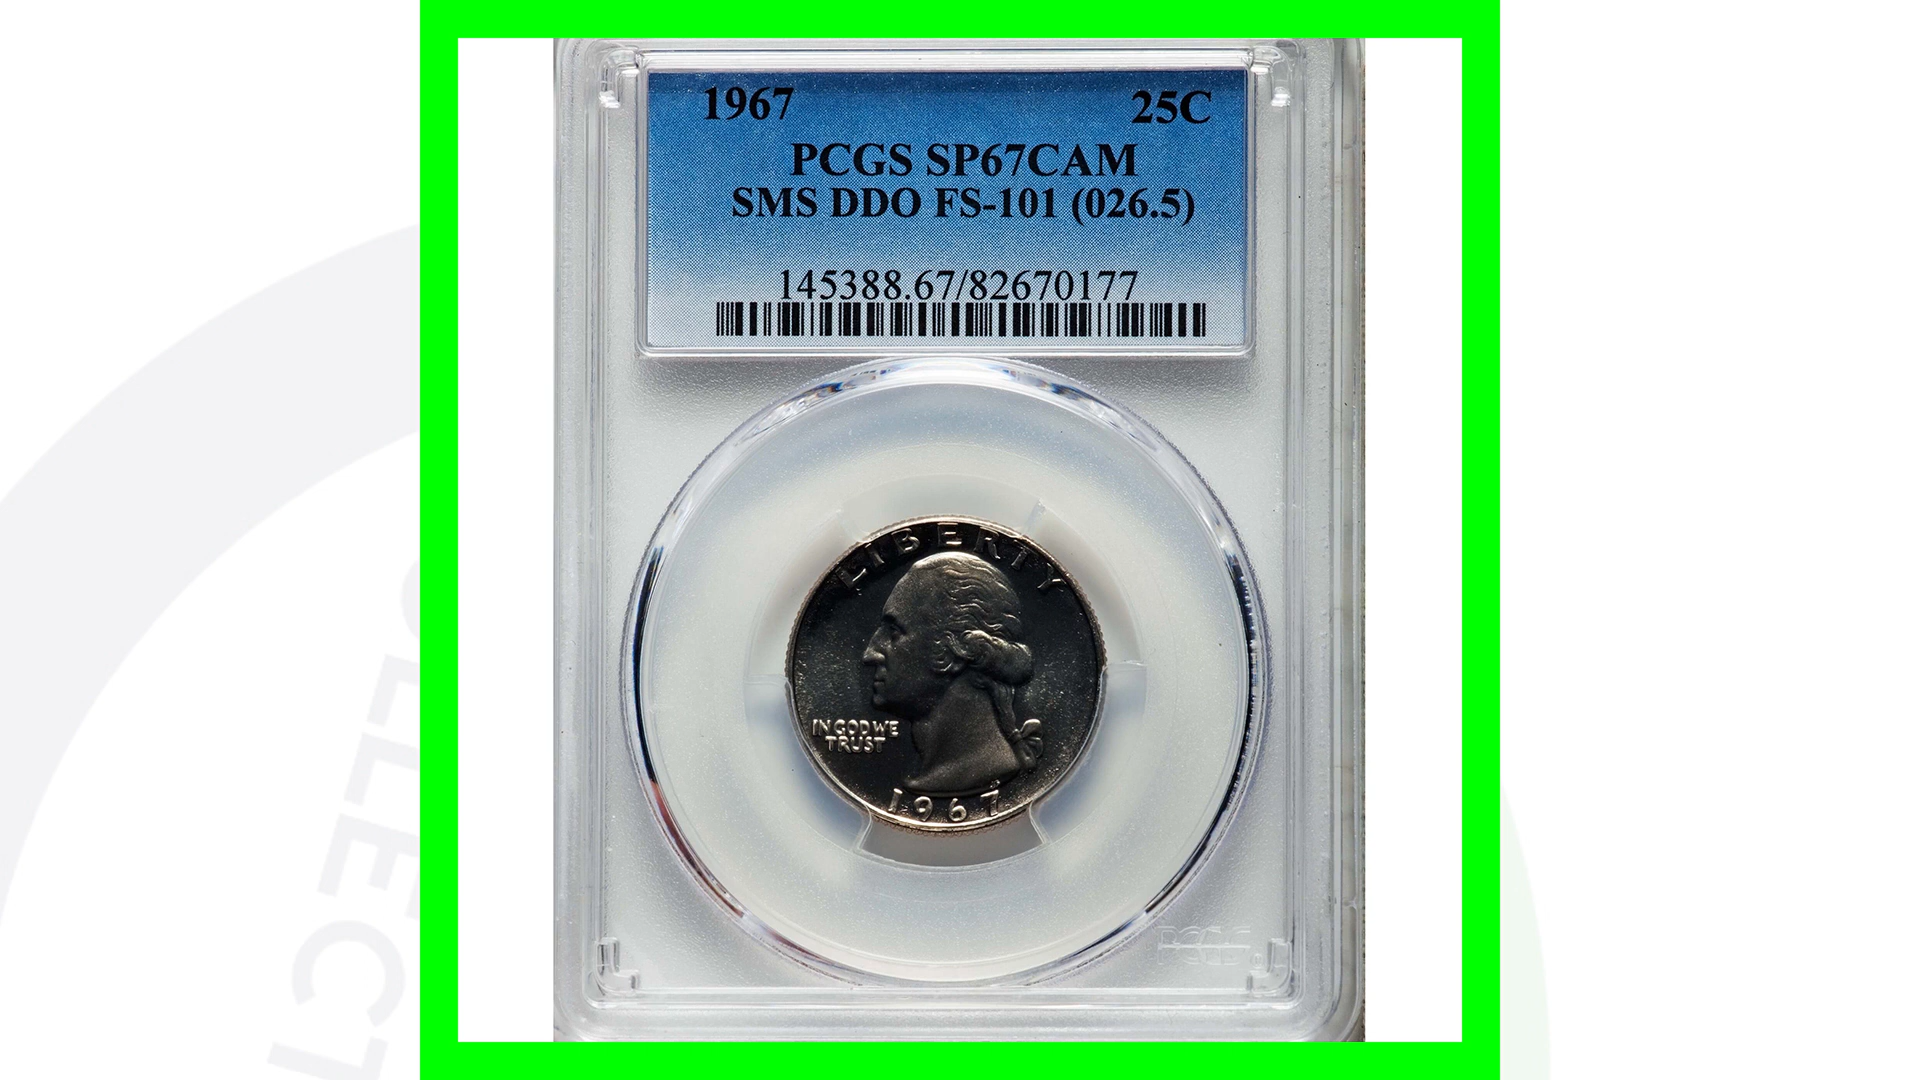 1967 25C
PCGS SP67CAM
SMS DDO FS-101 (026.5)
145388.67/82670177
LIBERTY
IN GOD WE
TRUST
1967
PCGS